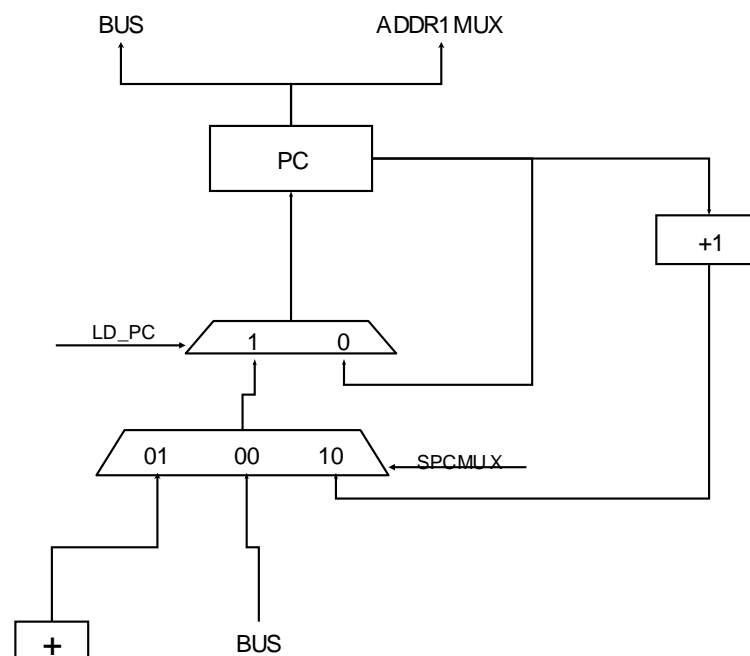 BUS ADDR1MUX
PC
+1
LD_PC
1 0
01 00 10
SPCMUX
+
BUS